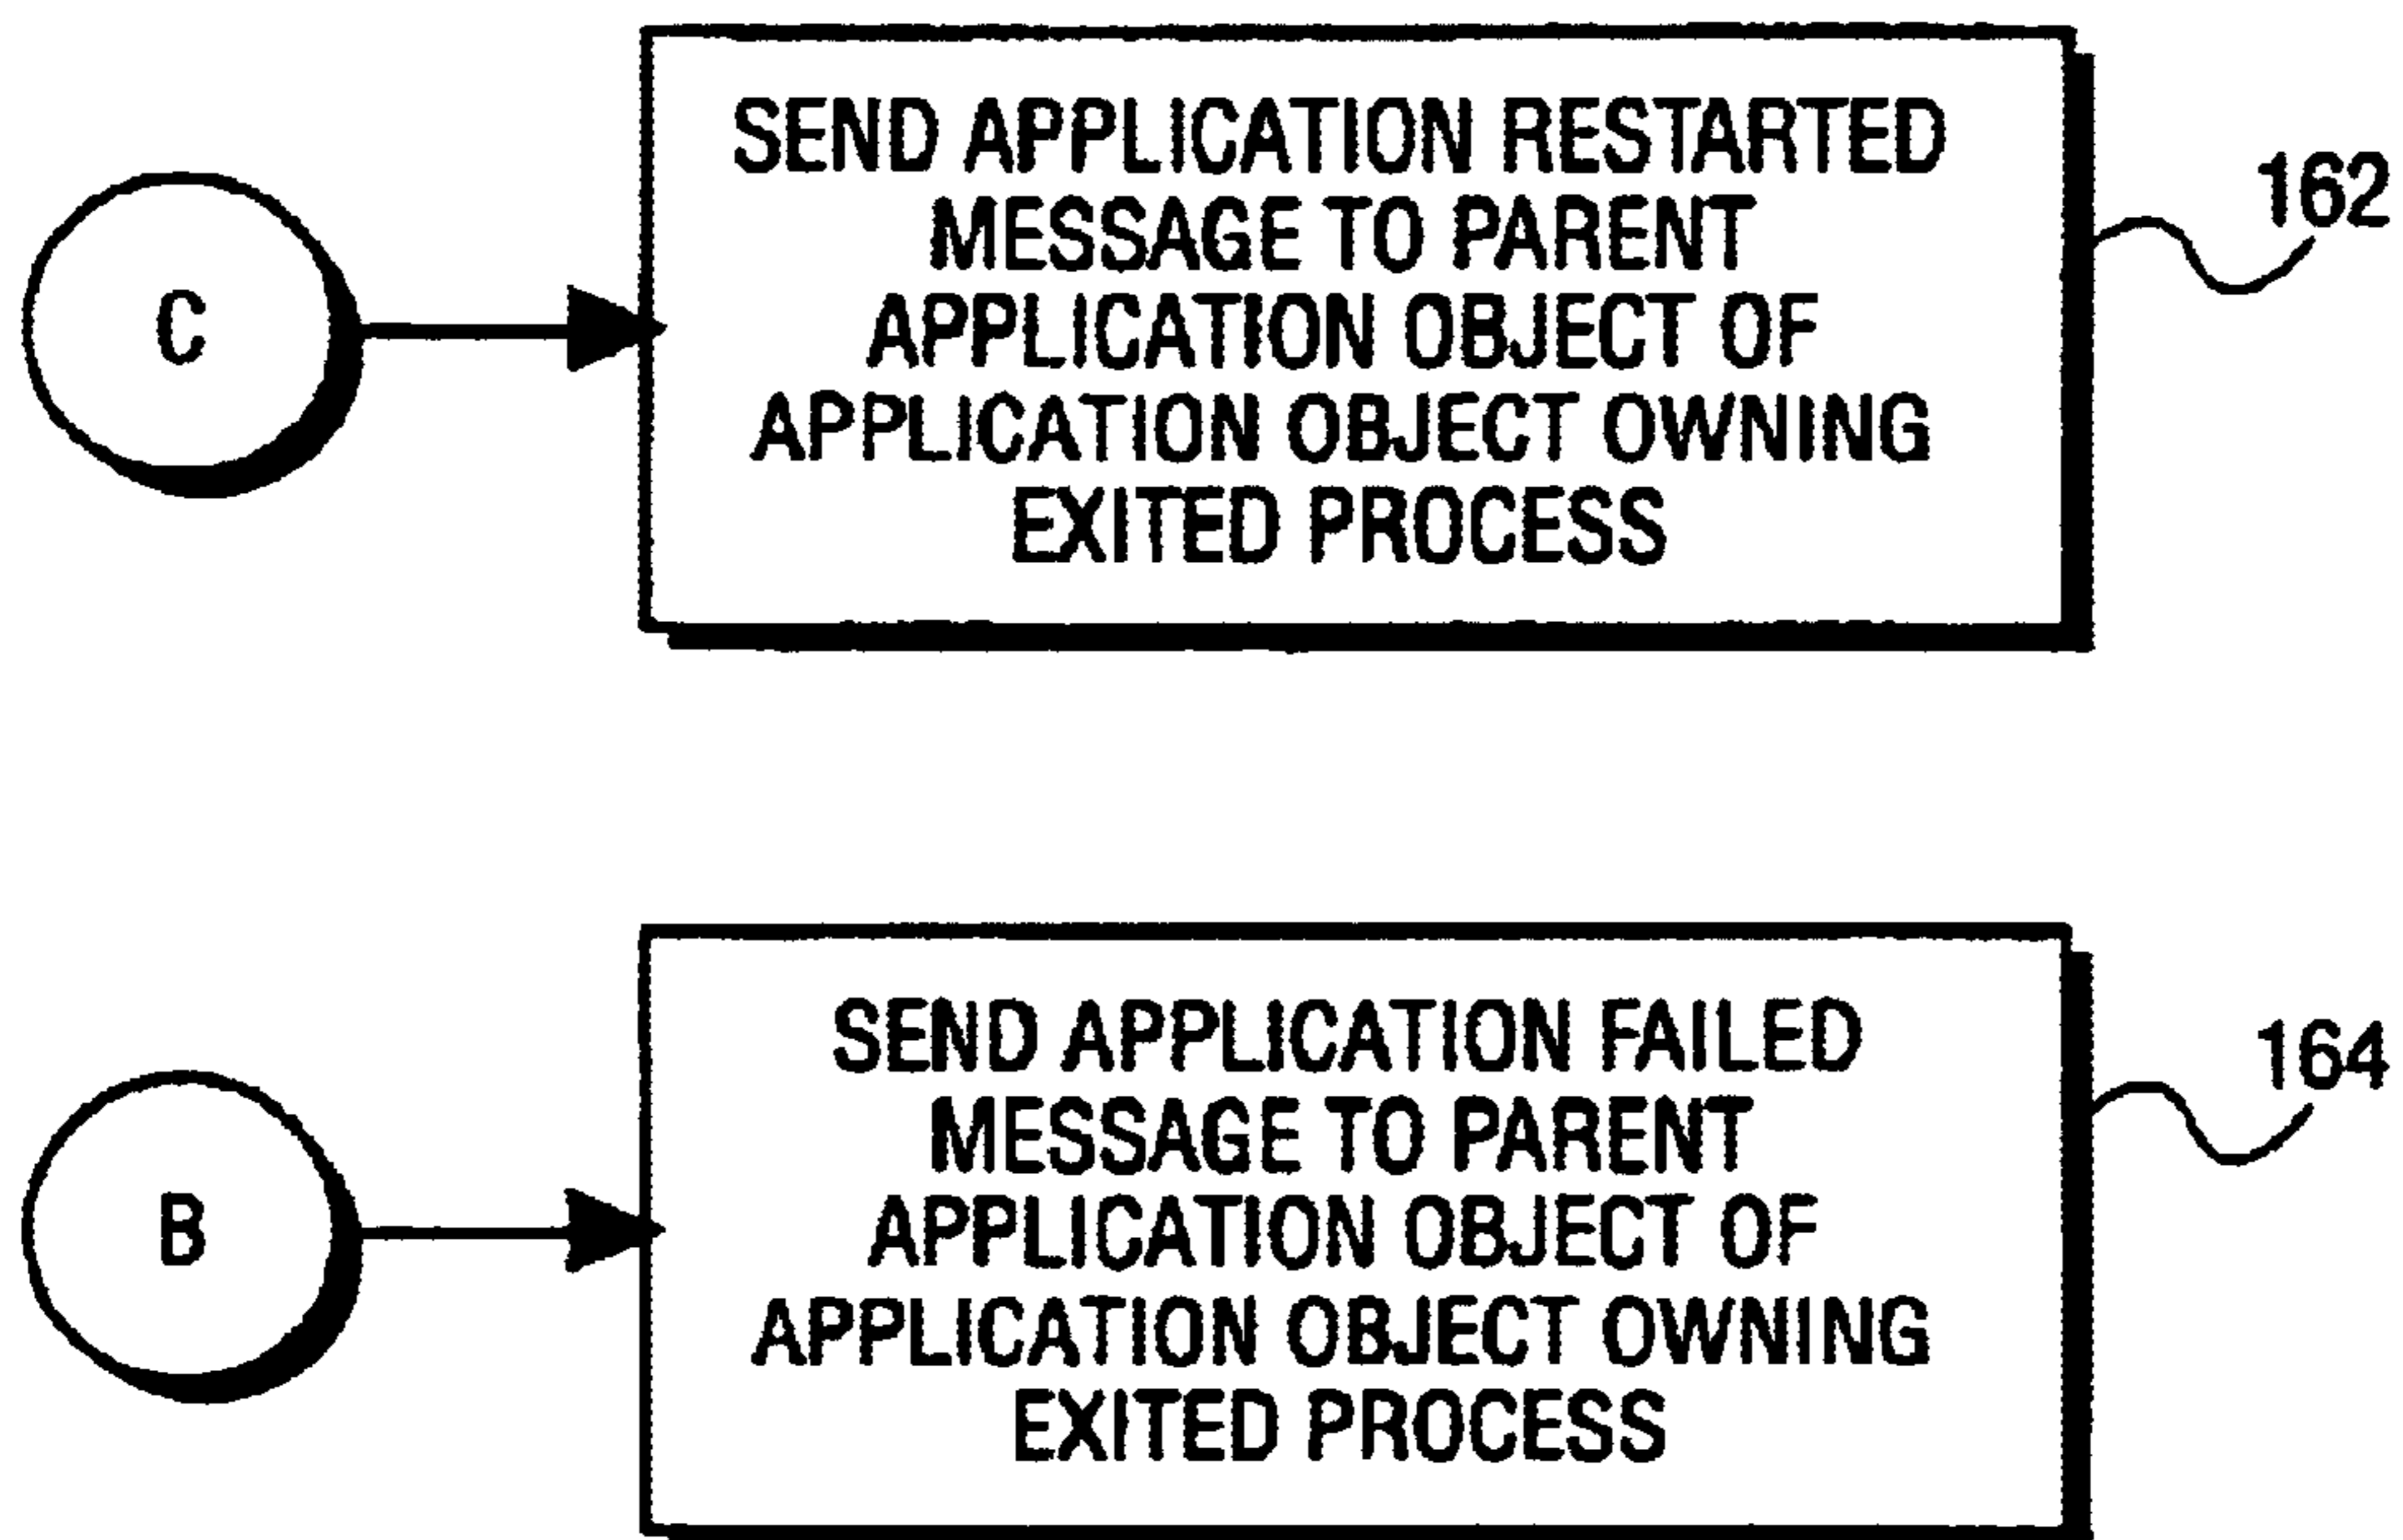 C
SEND APPLICATION RESTARTED
MESSAGE TO PARENT
APPLICATION OBJECT OF
APPLICATION OBJECT OWNING
EXITED PROCESS
162
B
SEND APPLICATION FAILED
MESSAGE TO PARENT
APPLICATION OBJECT OF
APPLICATION OBJECT OWNING
EXITED PROCESS
164